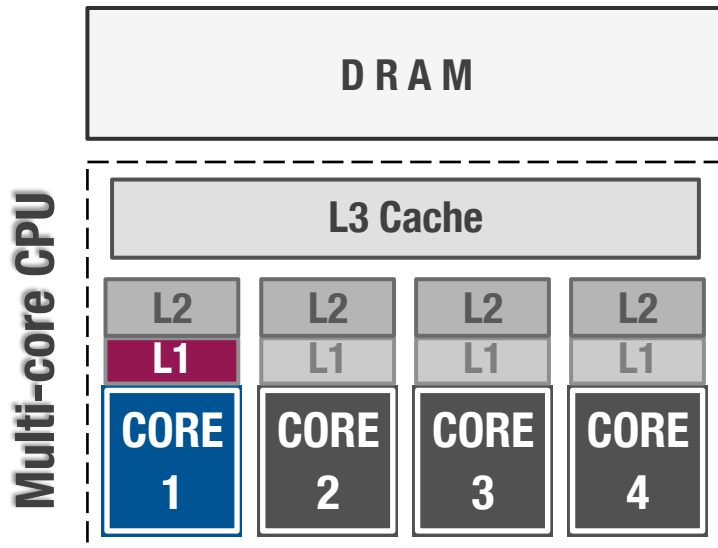 D R A M
Multi-core CPU
L3 Cache
L2 L2 L2 L2
L1 L1 L1 L1
CORE CORE CORE CORE
1 2 3 4